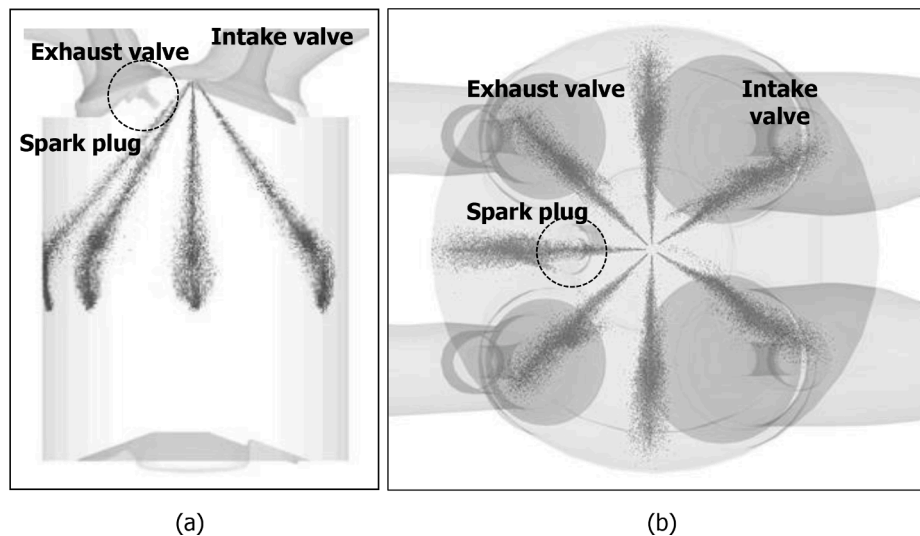 Exhaust valve
Intake valve
Spark plug
Exhaust valve
Intake
valve
Spark plug
(a)
(b)